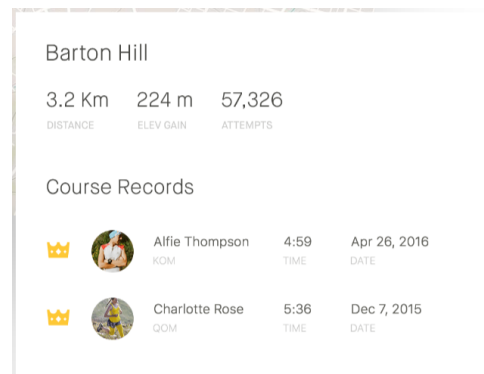 Barton Hill
3.2 Km 224 m 57,326
DISTANCE ELEV GAIN ATTEMPTS
Course Records
Alfie Thompson 4:59 Apr 26, 2016
KOM TIME DATE
Charlotte Rose 5:36 Dec 7, 2015
QOM TIME DATE